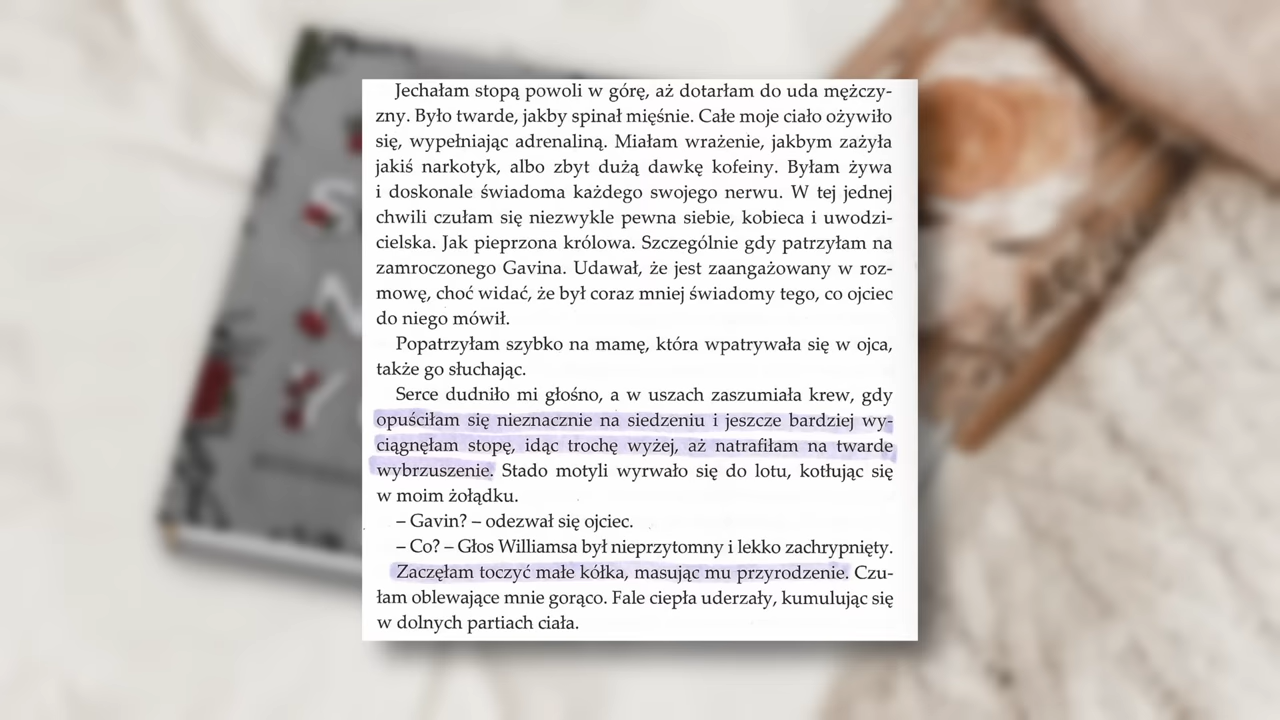 Jechałam stopą powoli w górę, aż dotarłam do uda mężczy-
zny. Było twarde, jakby spinał mięśnie. Całe moje ciało ożywiło
się, wypełniając adrenaliną. Miałam wrażenie, jakbym zażyła
jakiś narkotyk, albo zbyt dużą dawkę kofeiny. Byłam żywa
i doskonale świadoma każdego swojego nerwu. W tej jednej
chwili czułam się niezwykle pewna siebie, kobieca i uwodzi-
cielska. Jak pieprzona królowa. Szczególnie gdy patrzyłam na
zamroczonego Gavina. Udawał, że jest zaangażowany w roz-
mowę, choć widać, że był coraz mniej świadomy tego, co ojciec
do niego mówił.
Popatrzyłam szybko na mamę, która wpatrywała się w ojca,
także go słuchając.
Serce dudniło mi głośno, a w uszach zaszumiała krew, gdy
opuściłam się nieznacznie na siedzeniu i jeszcze bardziej wy-
ciągnęłam stopę, idąc trochę wyżej, aż natrafiłam na twarde
wybrzuszenie. Stado motyli wyrwało się do lotu, kotłując się
w moim żołądku.
– Gavin? – odezwał się ojciec.
– Co? – Głos Williamsa był nieprzytomny i lekko zachrypnięty.
Zaczęłam toczyć małe kółka, masując mu przyrodzenie. Czu-
łam oblewające mnie gorąco. Fale ciepła uderzały, kumulując się
w dolnych partiach ciała.